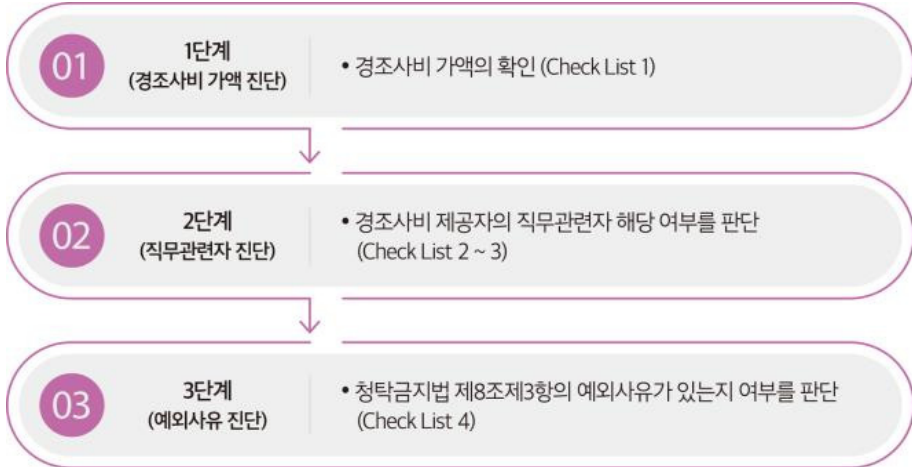 01
1단계
(경조사비 가액 진단)
• 경조사비 가액의 확인 (Check List 1)
02
2단계
(직무관련자 진단)
• 경조사비 제공자의 직무관련자 해당 여부를 판단
(Check List 2 ~ 3)
03
3단계
(예외사유 진단)
• 청탁금지법 제8조제3항의 예외사유가 있는지 여부를 판단
(Check List 4)